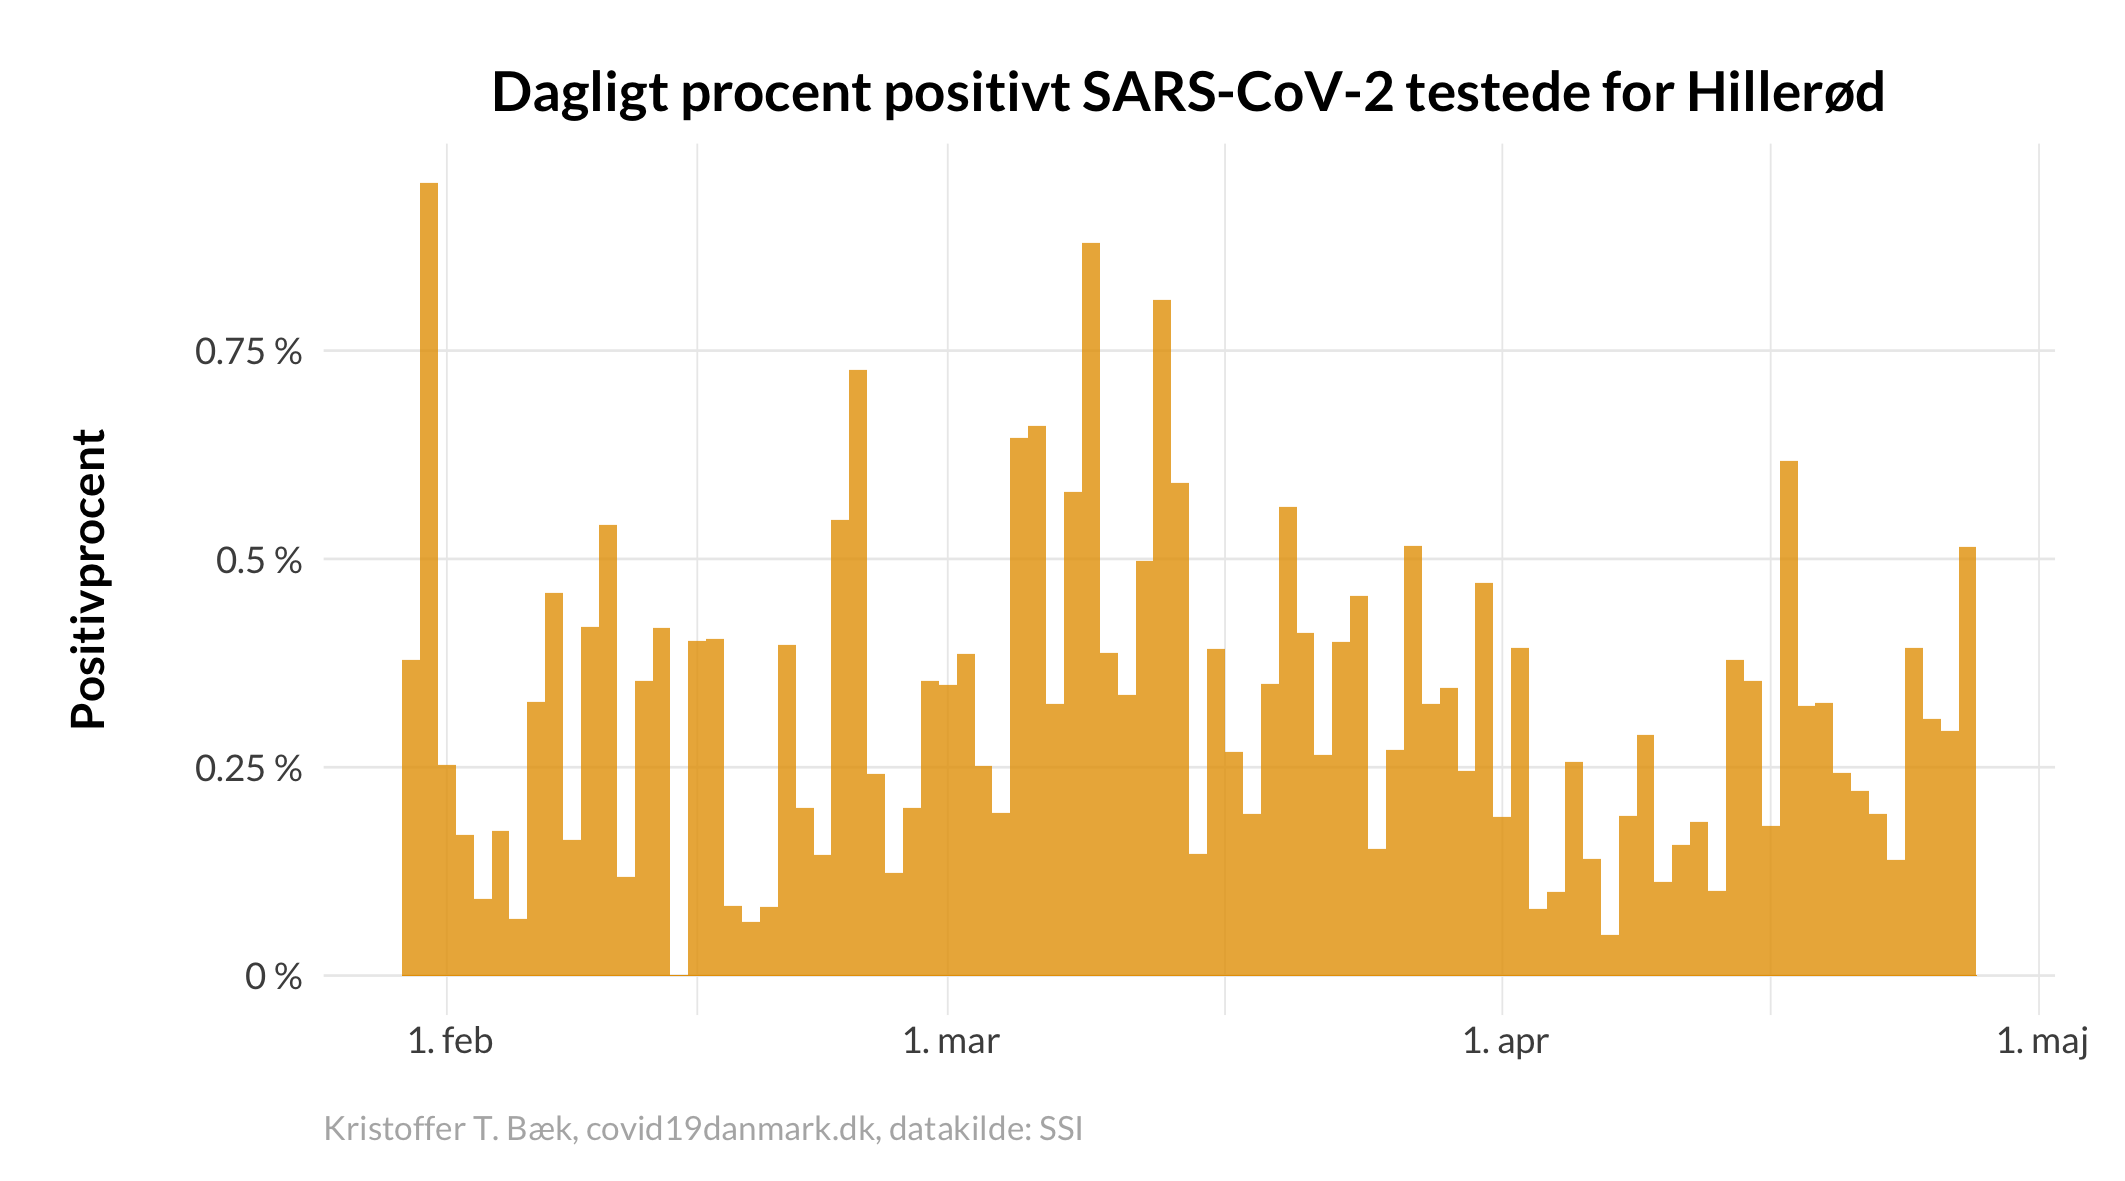 Dagligt procent positivt SARS-CoV-2 testede for Hillerød
Positivprocent
0.75 %
0.5 %
0.25 %
0 %
1. feb
1. mar
1. apr
1. maj
Kristoffer T. Bæk, covid19danmark.dk, datakilde: SSI